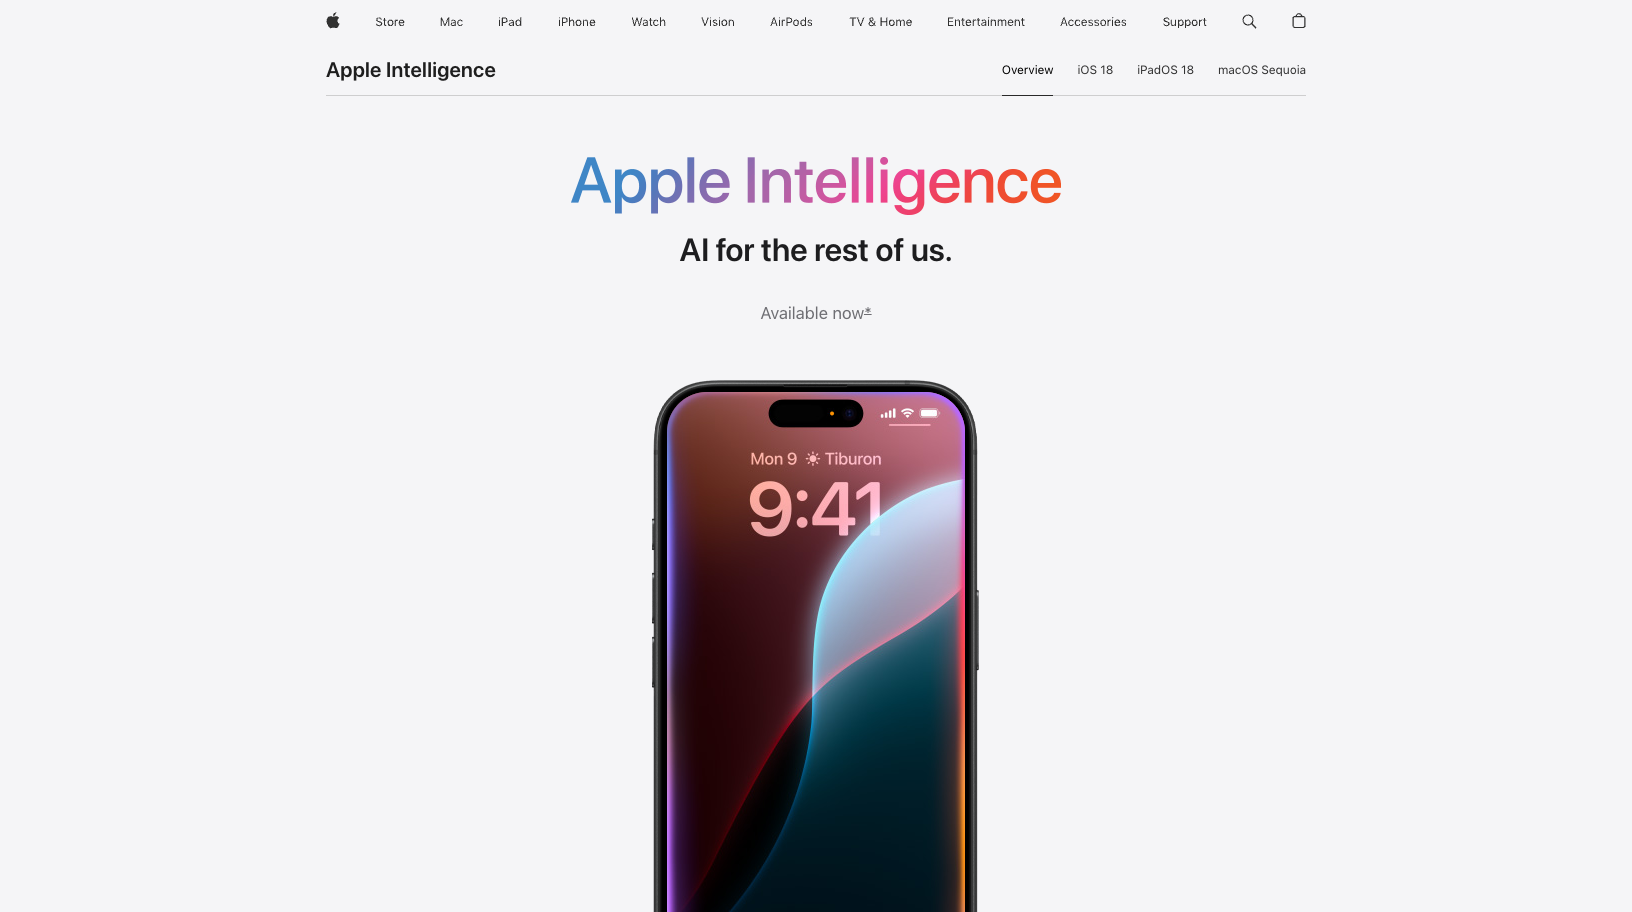 Store Mac iPad iPhone Watch Vision AirPods TV & Home Entertainment Accessories Support
Apple Intelligence
Overview iOS 18 iPadOS 18 macOS Sequoia
Apple Intelligence
AI for the rest of us.
Available now*
Mon 9 Tiburon
9:41